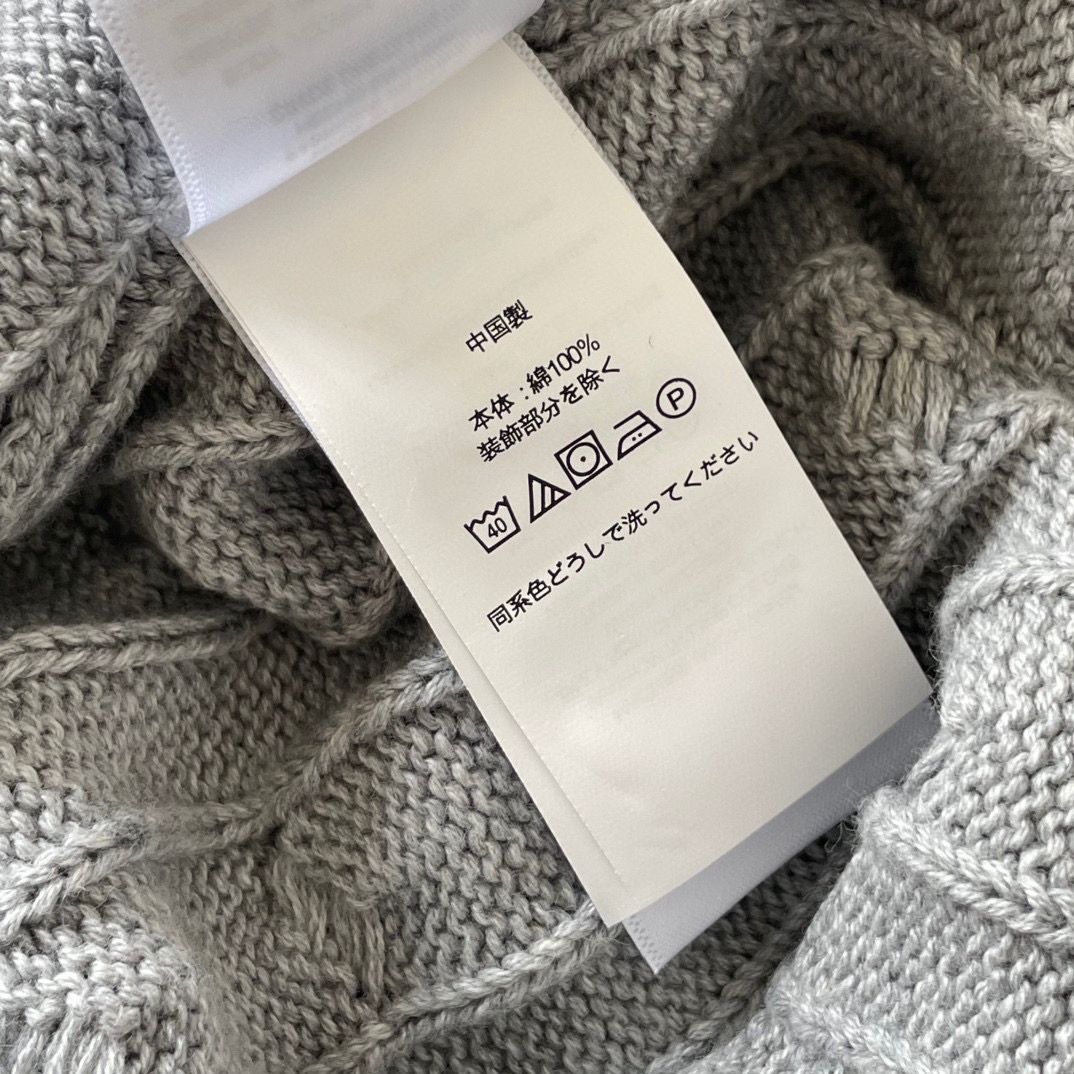 中国製
本体：綿100%
装飾部分を除く
40 P
同系色どうしで洗ってください